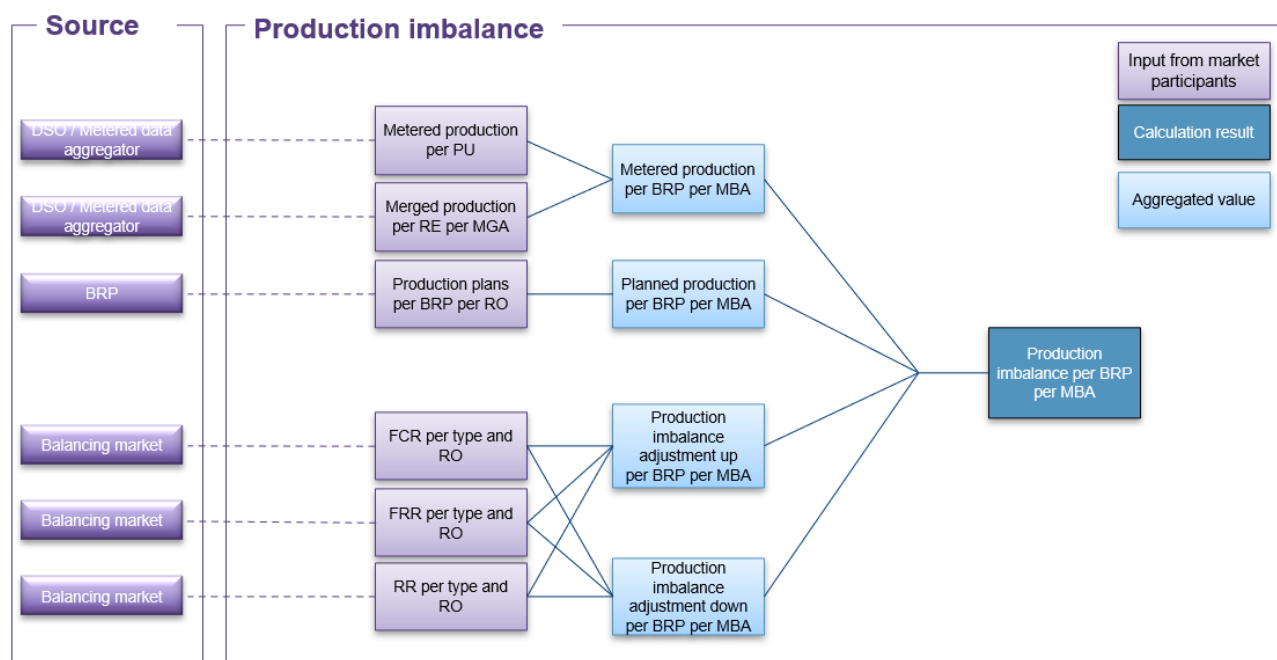 Source
Production imbalance
Input from market
participants
Calculation result
Aggregated value
DSO / Metered data
aggregator
DSO / Metered data
aggregator
BRP
Balancing market
Balancing market
Balancing market
Metered production
per PU
Merged production
per RE per MGA
Production plans
per BRP per RO
FCR per type and
RO
FRR per type and
RO
RR per type and
RO
Metered production
per BRP per MBA
Planned production
per BRP per MBA
Production
imbalance
adjustment up
per BRP per MBA
Production
imbalance
adjustment down
per BRP per MBA
Production
imbalance per BRP
per MBA